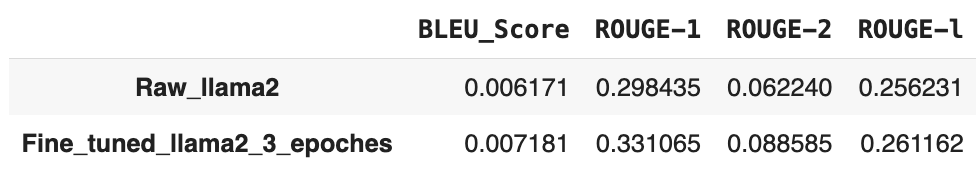 BLEU_Score ROUGE-1 ROUGE-2 ROUGE-l
Raw_llama2 0.006171 0.298435 0.062240 0.256231
Fine_tuned_llama2_3_epoches 0.007181 0.331065 0.088585 0.261162